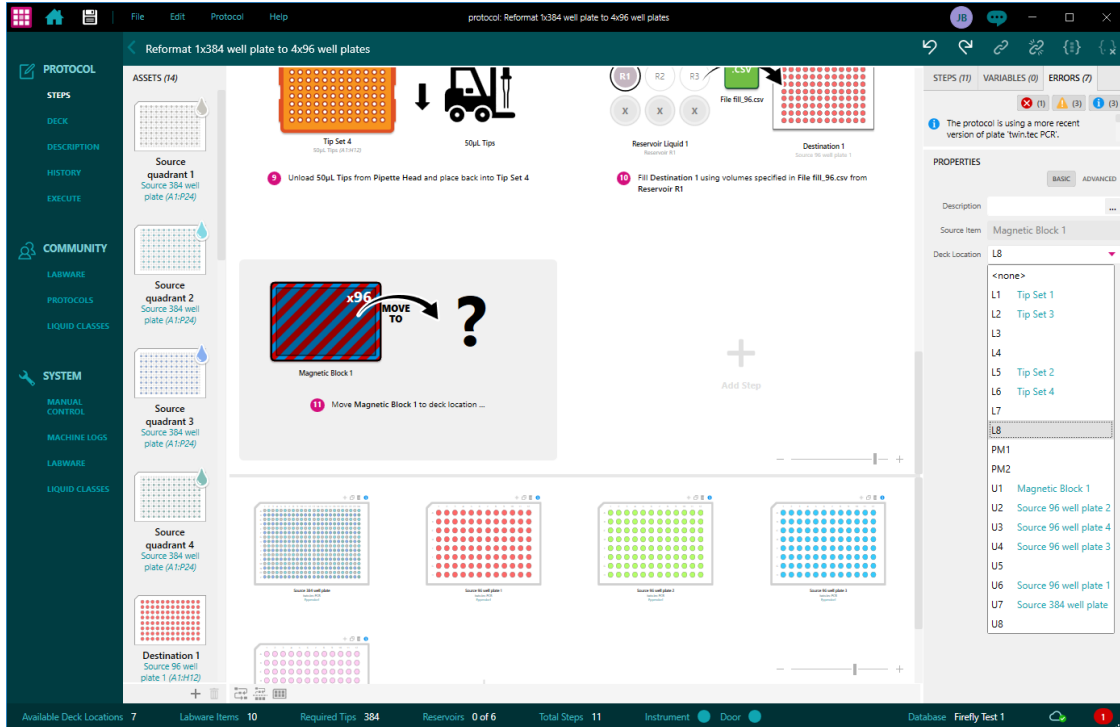 File Edit Protocol Help
protocol: Reformat 1x384 well plate to 4x96 well plates
JB
Reformat 1x384 well plate to 4x96 well plates
PROTOCOL
STEPS
DECK
DESCRIPTION
HISTORY
EXECUTE
COMMUNITY
LABWARE
PROTOCOLS
LIQUID CLASSES
SYSTEM
MANUAL
CONTROL
MACHINE LOGS
LABWARE
LIQUID CLASSES
ASSETS (14)
Source
quadrant 1
Source 384 well
plate (A1:P24)
Source
quadrant 2
Source 384 well
plate (A1:P24)
Source
quadrant 3
Source 384 well
plate (A1:P24)
Source
quadrant 4
Source 384 well
plate (A1:P24)
Destination 1
Source 96 well
plate 1 (A1:H12)
Tip Set 4
50µL Tips (A1:H12)
50µL Tips
9 Unload 50µL Tips from Pipette Head and place back into Tip Set 4
R1 R2 R3
X X X
.CSV
File fill_96.csv
Reservoir Liquid 1
Reservoir R1
Destination 1
Source 96 well plate 1
10 Fill Destination 1 using volumes specified in File fill_96.csv from
Reservoir R1
x96
MOVE
TO
?
Magnetic Block 1
11 Move Magnetic Block 1 to deck location ...
Add Step
Source 384 well plate
Source 96 well plate 1
Source 96 well plate 2
Source 96 well plate 3
STEPS (11) VARIABLES (0) ERRORS (7)
(1) (3) (3)
The protocol is using a more recent
version of plate 'twin.tec PCR'.
PROPERTIES
BASIC ADVANCED
Description ...
Source Item Magnetic Block 1
Deck Location L8
<none>
L1 Tip Set 1
L2 Tip Set 3
L3
L4
L5 Tip Set 2
L6 Tip Set 4
L7
L8
PM1
PM2
U1 Magnetic Block 1
U2 Source 96 well plate 2
U3 Source 96 well plate 4
U4 Source 96 well plate 3
U5
U6 Source 96 well plate 1
U7 Source 384 well plate
U8
Available Deck Locations 7 Labware Items 10 Required Tips 384 Reservoirs 0 of 6 Total Steps 11 Instrument Door Database Firefly Test 1 1